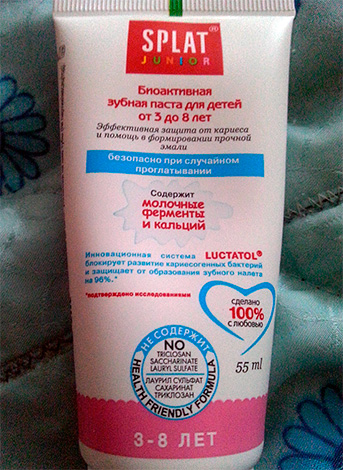 SPLAT®
JUNIOR
Биоактивная
зубная паста для детей
от 3 до 8 лет
Эффективная защита от кариеса
и помощь в формировании прочной
эмали
безопасно при случайном
проглатывании
Содержит
молочные
ферменты
и кальций
Инновационная система LUCTATOL®
блокирует развитие кариесогенных бактерий
и защищает от образования зубного налета
на 96%.*
*подтверждено исследованиями
сделано
100%
с любовью
НЕ СОДЕРЖИТ
NO
TRICLOSAN
SACCHARINATE
LAURYL SULFATE
ЛАУРИЛ СУЛЬФАТ
САХАРИНАТ
ТРИКЛОЗАН
HEALTH FRIENDLY FORMULA
55 ml
3-8 ЛЕТ